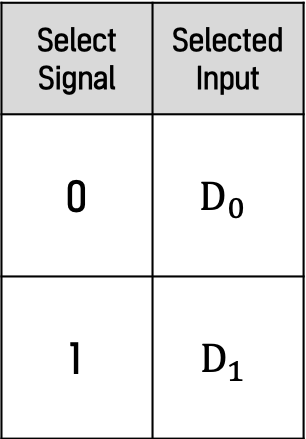 Select Signal | Selected Input
0 | D₀
1 | D₁